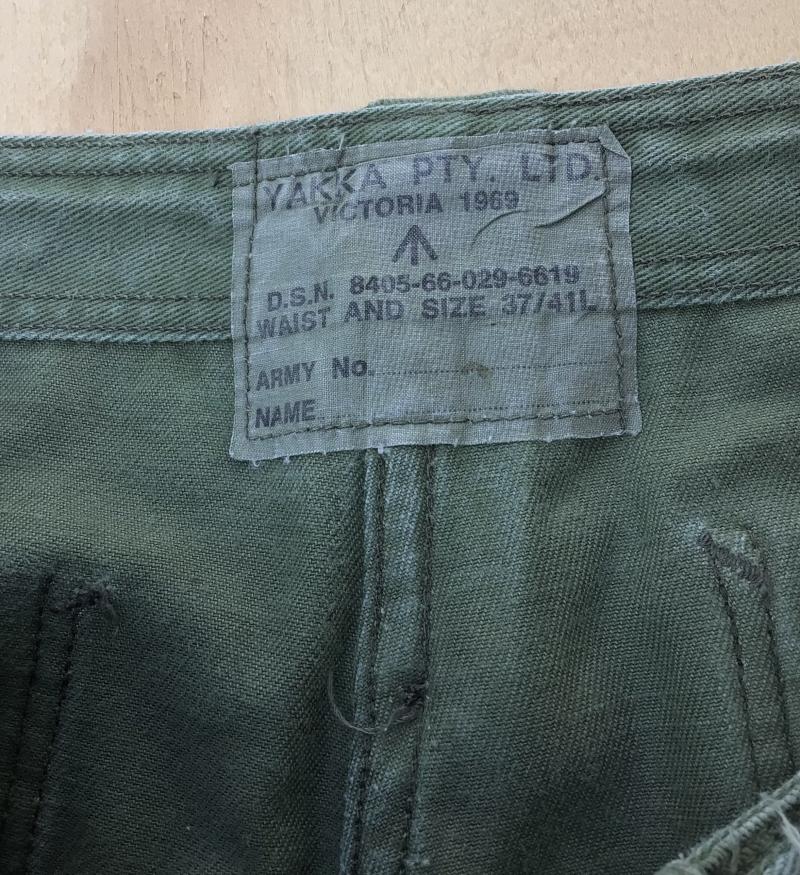 YAKKA PTY. LTD.
VICTORIA 1969
D.S.N. 8405-66-029-6619
WAIST AND SIZE 37/41L
ARMY No.
NAME